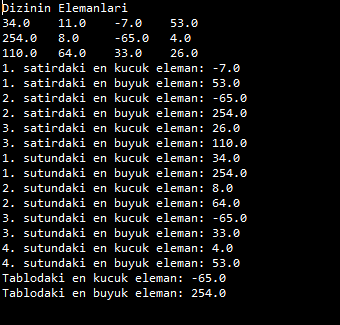 Dizinin Elemanlari
34.0 11.0 -7.0 53.0
254.0 8.0 -65.0 4.0
110.0 64.0 33.0 26.0
1. satirdaki en kucuk eleman: -7.0
1. satirdaki en buyuk eleman: 53.0
2. satirdaki en kucuk eleman: -65.0
2. satirdaki en buyuk eleman: 254.0
3. satirdaki en kucuk eleman: 26.0
3. satirdaki en buyuk eleman: 110.0
1. sutundaki en kucuk eleman: 34.0
1. sutundaki en buyuk eleman: 254.0
2. sutundaki en kucuk eleman: 8.0
2. sutundaki en buyuk eleman: 64.0
3. sutundaki en kucuk eleman: -65.0
3. sutundaki en buyuk eleman: 33.0
4. sutundaki en kucuk eleman: 4.0
4. sutundaki en buyuk eleman: 53.0
Tablodaki en kucuk eleman: -65.0
Tablodaki en buyuk eleman: 254.0